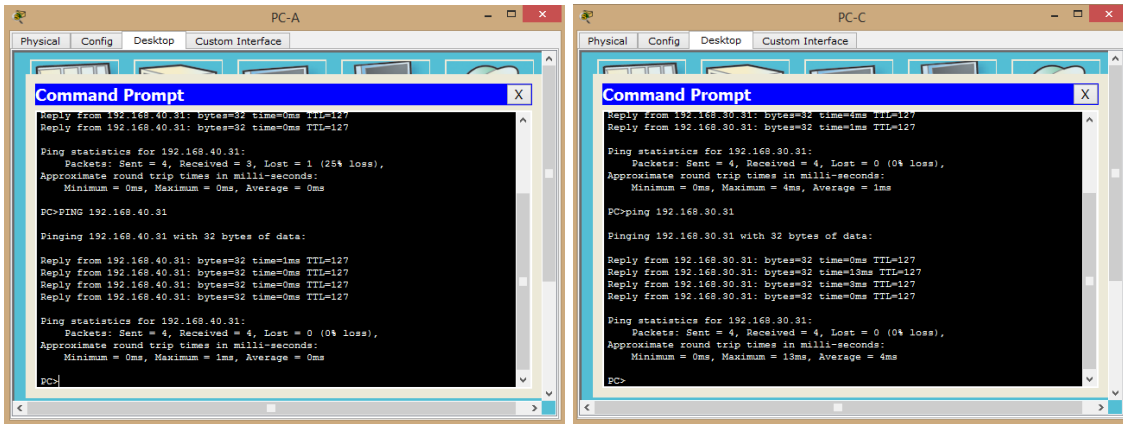 PC-A
Physical Config Desktop Custom Interface
Command Prompt
X
Reply from 192.168.40.31: bytes=32 time=0ms TTL=127
Reply from 192.168.40.31: bytes=32 time=0ms TTL=127
Ping statistics for 192.168.40.31:
Packets: Sent = 4, Received = 3, Lost = 1 (25% loss),
Approximate round trip times in milli-seconds:
Minimum = 0ms, Maximum = 0ms, Average = 0ms
PC>PING 192.168.40.31
Pinging 192.168.40.31 with 32 bytes of data:
Reply from 192.168.40.31: bytes=32 time=1ms TTL=127
Reply from 192.168.40.31: bytes=32 time=0ms TTL=127
Reply from 192.168.40.31: bytes=32 time=0ms TTL=127
Reply from 192.168.40.31: bytes=32 time=0ms TTL=127
Ping statistics for 192.168.40.31:
Packets: Sent = 4, Received = 4, Lost = 0 (0% loss),
Approximate round trip times in milli-seconds:
Minimum = 0ms, Maximum = 1ms, Average = 0ms
PC>
PC-C
Physical Config Desktop Custom Interface
Command Prompt
X
Reply from 192.168.30.31: bytes=32 time=4ms TTL=127
Reply from 192.168.30.31: bytes=32 time=1ms TTL=127
Ping statistics for 192.168.30.31:
Packets: Sent = 4, Received = 4, Lost = 0 (0% loss),
Approximate round trip times in milli-seconds:
Minimum = 0ms, Maximum = 4ms, Average = 1ms
PC>ping 192.168.30.31
Pinging 192.168.30.31 with 32 bytes of data:
Reply from 192.168.30.31: bytes=32 time=0ms TTL=127
Reply from 192.168.30.31: bytes=32 time=13ms TTL=127
Reply from 192.168.30.31: bytes=32 time=3ms TTL=127
Reply from 192.168.30.31: bytes=32 time=0ms TTL=127
Ping statistics for 192.168.30.31:
Packets: Sent = 4, Received = 4, Lost = 0 (0% loss),
Approximate round trip times in milli-seconds:
Minimum = 0ms, Maximum = 13ms, Average = 4ms
PC>